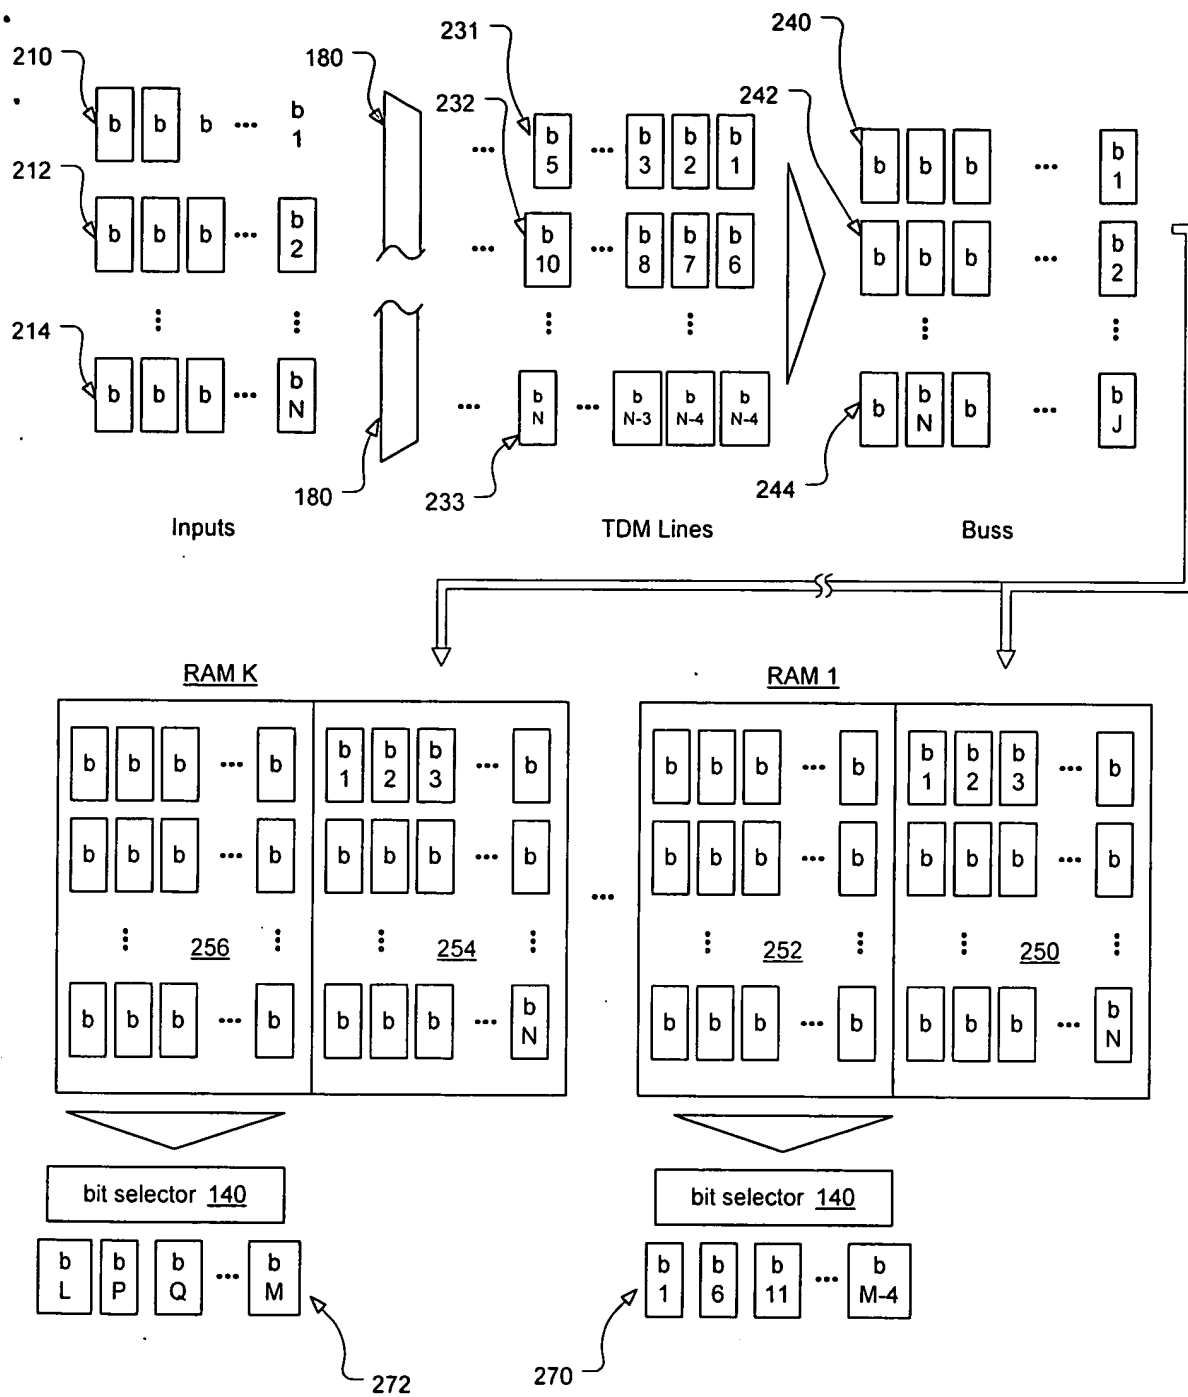 210 180 231 240
232 242
b b b ... b 1 ... b 5 ... b 3 b 2 b 1 b b b ... b 1
212
b b b ... b 2 ... b 10 ... b 8 b 7 b 6 b b b ... b 2
214
b b b ... b N ... b N ... b N-3 b N-4 b N-4 b b N b ... b J
180 233 244
Inputs TDM Lines Buss
RAM K RAM 1
b b b ... b b 1 b 2 b 3 ... b b b b ... b b 1 b 2 b 3 ... b
b b b ... b b b b ... b b b b ... b b b b ... b
...
256 254 252 250
b b b ... b b b b ... b N b b b ... b b b b ... b N
bit selector 140 bit selector 140
b L b P b Q ... b M b 1 b 6 b 11 ... b M-4
272 270